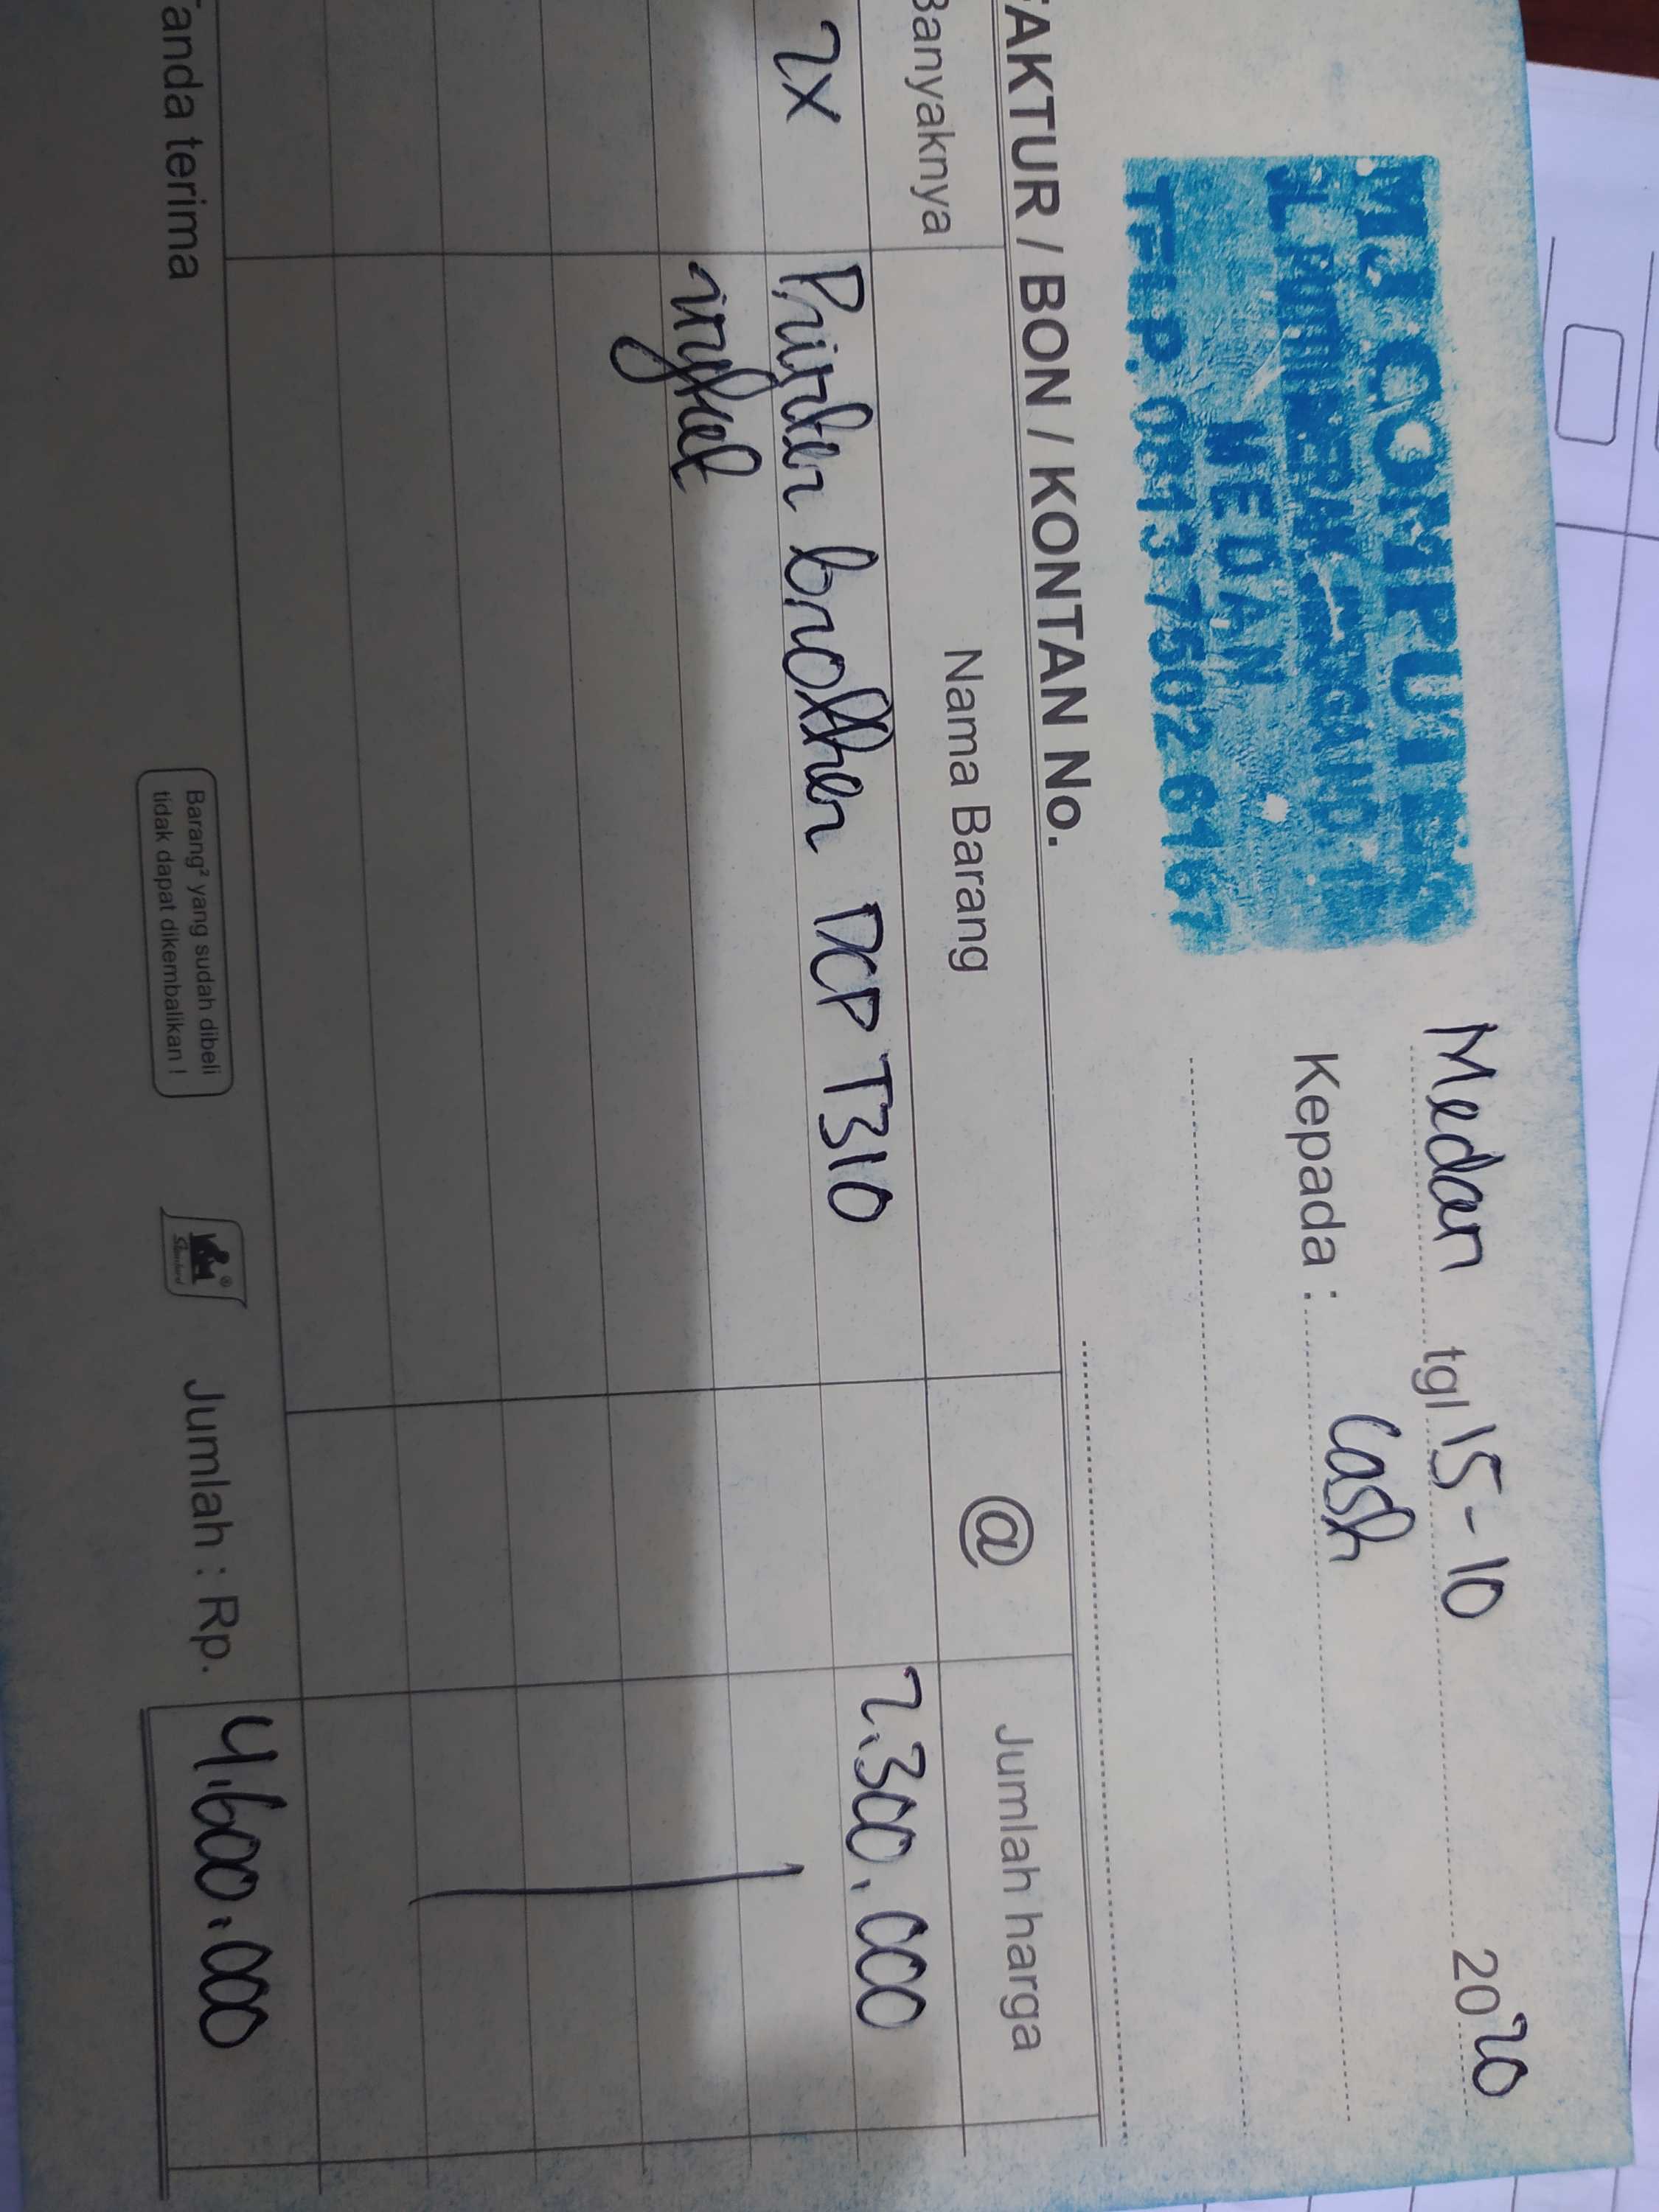 MJ COMPUTER
MEDAN
TELP. 0813 7502 6167
Medan tgl 15-10 2020
Kepada : Cash
FAKTUR / BON / KONTAN No.
Banyaknya Nama Barang @ Jumlah harga
2x Printer brother DCP T310 2.300.000
inkjet
Tanda terima
Barang² yang sudah dibeli
tidak dapat dikembalikan !
Jumlah : Rp. 4.600.000